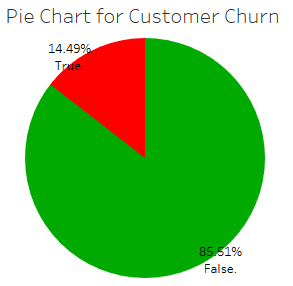 Pie Chart for Customer Churn
14.49%
True.
85.51%
False.